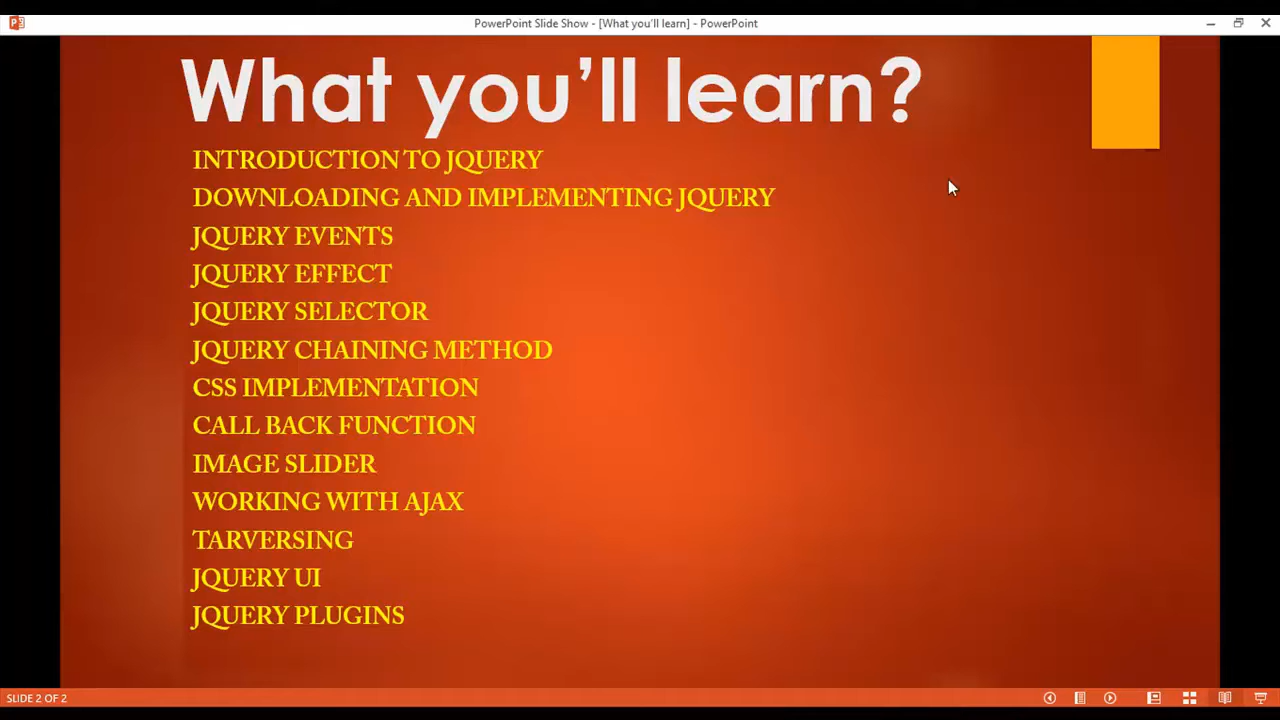 PowerPoint Slide Show - [What you'll learn] - PowerPoint
What you’ll learn?
INTRODUCTION TO JQUERY
DOWNLOADING AND IMPLEMENTING JQUERY
JQUERY EVENTS
JQUERY EFFECT
JQUERY SELECTOR
JQUERY CHAINING METHOD
CSS IMPLEMENTATION
CALL BACK FUNCTION
IMAGE SLIDER
WORKING WITH AJAX
TARVERSING
JQUERY UI
JQUERY PLUGINS
SLIDE 2 OF 2